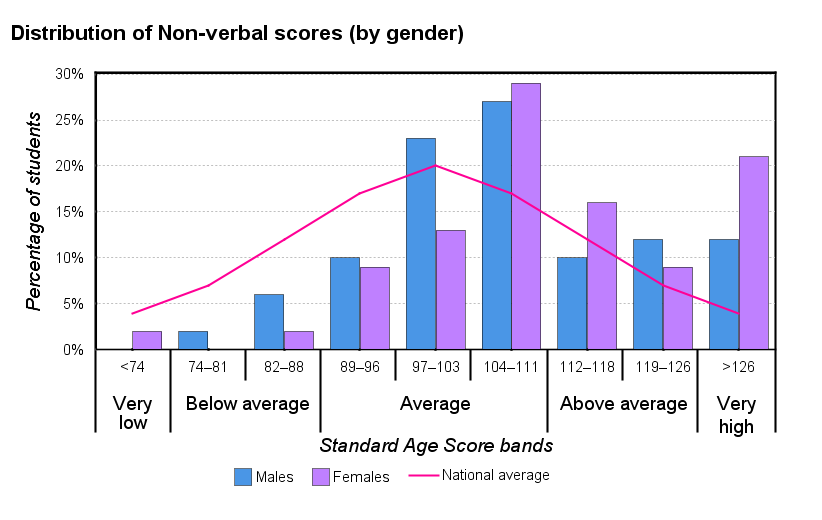 Distribution of Non-verbal scores (by gender)
30%
25%
20%
15%
10%
5%
0%
Percentage of students
<74 74–81 82–88 89–96 97–103 104–111 112–118 119–126 >126
Very low Below average Average Above average Very high
Standard Age Score bands
Males Females National average